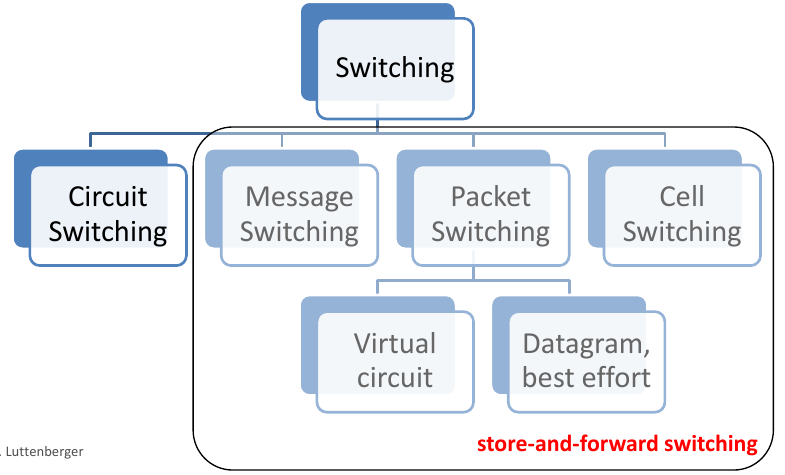 Switching
Circuit
Switching
Message
Switching
Packet
Switching
Cell
Switching
Virtual
circuit
Datagram,
best effort
store-and-forward switching
. Luttenberger